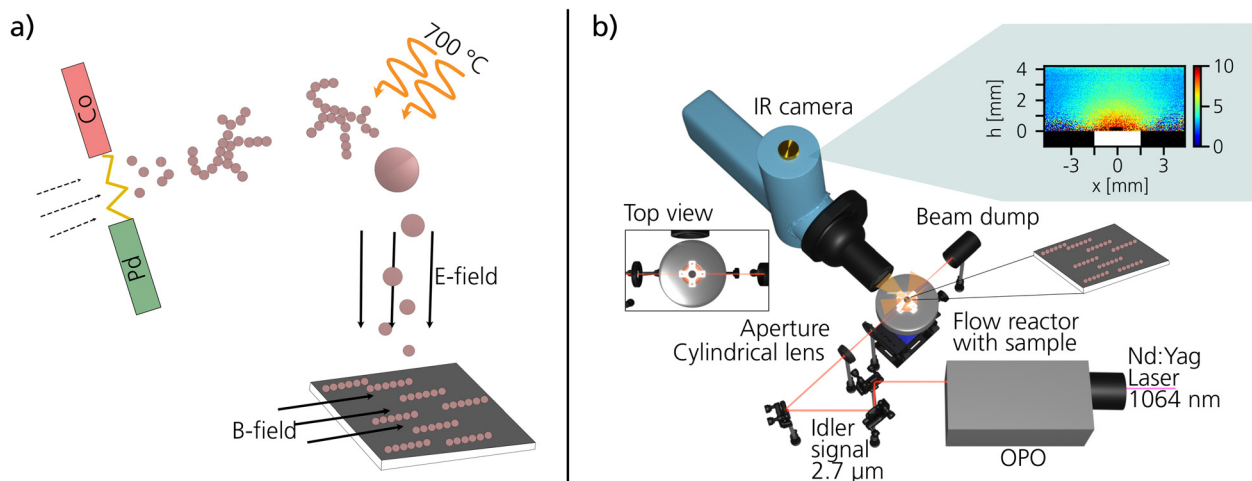 a)
Co
Pd
700 °C
E-field
B-field
b)
IR camera
h [mm]
4
2
0
-3
0
3
x [mm]
10
5
0
Top view
Beam dump
Aperture
Cylindrical lens
Flow reactor
with sample
Nd:Yag
Laser
1064 nm
Idler
signal
2.7 µm
OPO